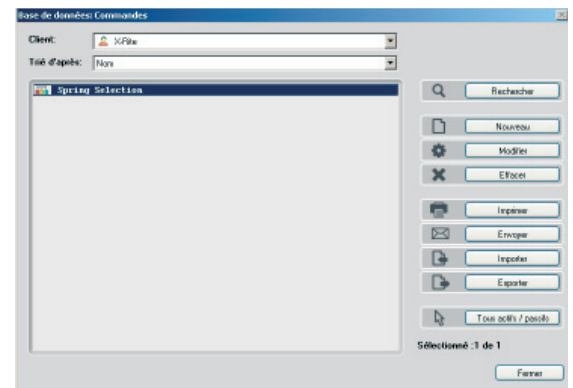 Base de données: Commandes
Client:
X-Rite
Trié d'après:
Nom
Spring Selection
Rechercher
Nouveau
Modifier
Effacer
Imprimer
Envoyer
Importer
Exporter
Tous actifs / passifs
Sélectionné :1 de 1
Fermer